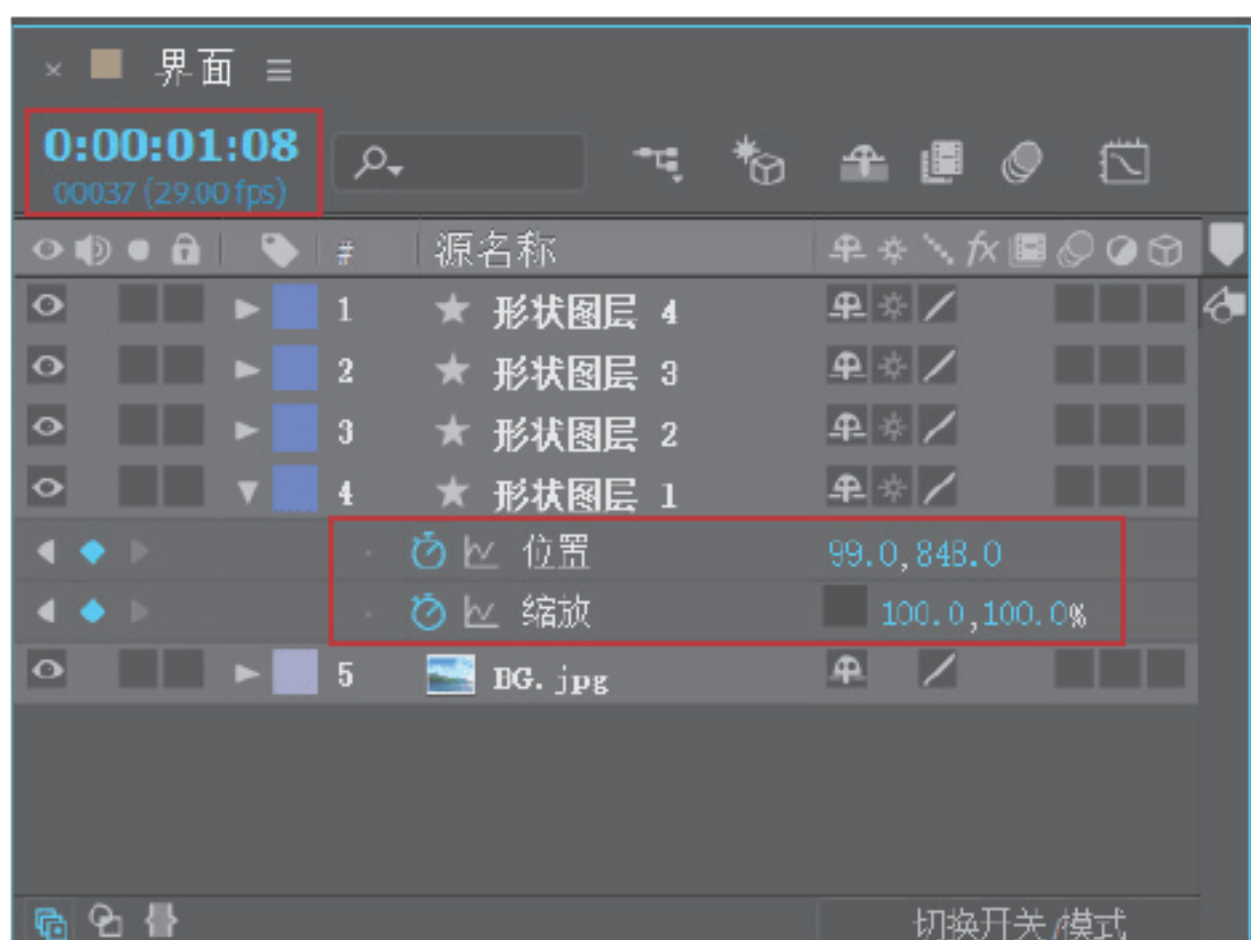 界面
0:00:01:08
00037 (29.00 fps)
# 源名称 fx
1 形状图层 4
2 形状图层 3
3 形状图层 2
4 形状图层 1
位置 99.0,848.0
缩放 100.0,100.0%
5 BG.jpg
切换开关/模式